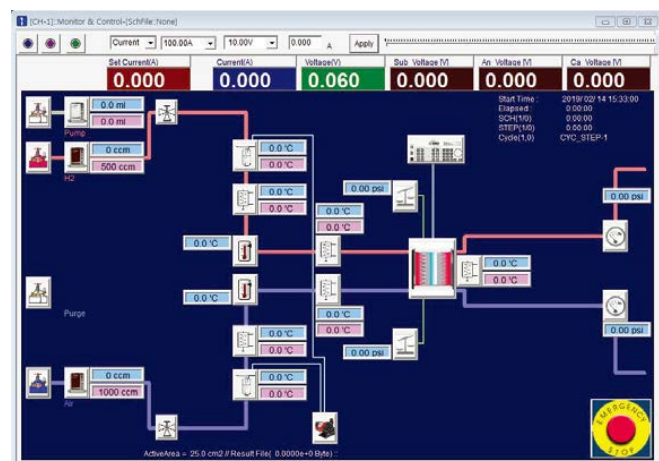 [CH-1]::Monitor & Control-[SchFile::None]
Current 100.00A 10.00V 0.000 A Apply
Set Current(A) Current(A) Voltage(V) Sub Voltage [V] An Voltage [V] Ca Voltage [V]
0.000 0.000 0.060 0.000 0.000 0.000
Start Time : 2019/ 02/ 14 15:33:00
Elapsed : 0:00:00
SCH(1/0) 0:00:00
STEP(1/0) 0:00:00
Cycle(1,0) CYC_STEP-1
0.0 ml
0.0 ml
Pump
0 ccm
500 ccm
H2
0.0 'C
0.0 'C
0.0 'C
0.0 'C
0.00 psi
0.00 psi
0.0 'C
0.0 'C
0.0 'C
0.0 'C
0.0 'C
0.0 'C
Purge
0.0 'C
0.0 'C
0.0 'C
0.0 'C
0.00 psi
0.00 psi
0 ccm
1000 ccm
Air
0.0 'C
0.0 'C
EMERGENCY
STOP
ActiveArea = 25.0 cm2 // Result File( 0.0000e+0 Byte) ::